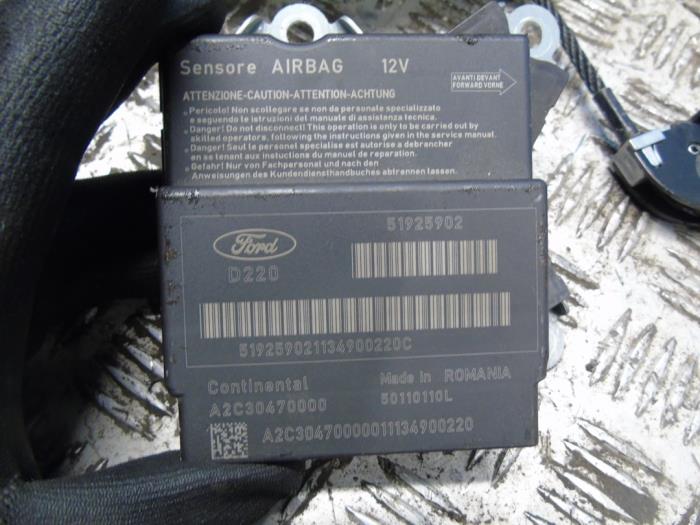 Sensore AIRBAG 12V
AVANTI DEVANT
FORWARD VORNE
ATTENZIONE-CAUTION-ATTENTION-ACHTUNG
Pericolo! Non scollegare se non da personale specializzato
e seguendo le istruzioni del manuale di assistenza tecnica.
Danger! Do not disconnect! This operation is only to be carried out by
skilled operators, following the instructions given in the service manual.
Danger! Seul le personel specialise est autorise a debrancher
en se tenant aux instuctions du manuel de reparation.
Gefahr! Nur von Fachpersonal und nach den
Anweisungen des Kundendiensthandbuches abtrennen lassen.
Ford
51925902
D220
519259021134900220C
Continental Made in ROMANIA
A2C30470000 50110110L
A2C3047000011134900220